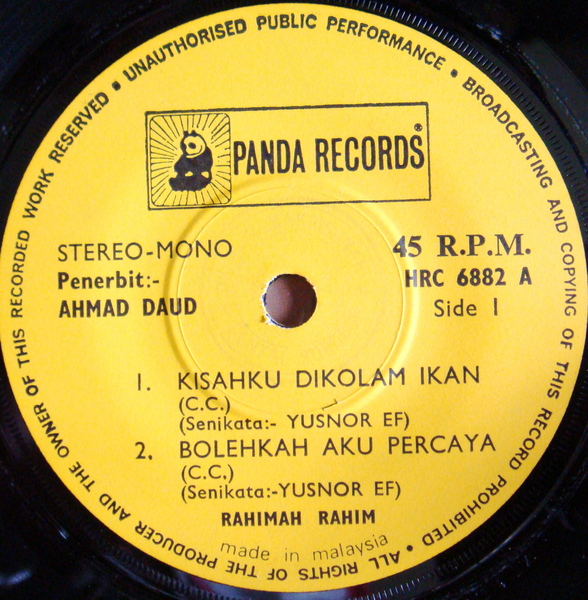 • ALL RIGHTS OF THE PRODUCER AND THE OWNER OF THIS RECORDED WORK RESERVED • UNAUTHORISED PUBLIC PERFORMANCE • BROADCASTING AND COPYING OF THIS RECORD PROHIBITED
PANDA RECORDS®
STEREO-MONO
45 R.P.M.
Penerbit:-
HRC 6882 A
AHMAD DAUD
Side 1
1. KISAHKU DIKOLAM IKAN
(C.C.)
(Senikata:- YUSNOR EF)
2. BOLEHKAH AKU PERCAYA
(C.C.)
(Senikata:-YUSNOR EF)
RAHIMAH RAHIM
made in malaysia